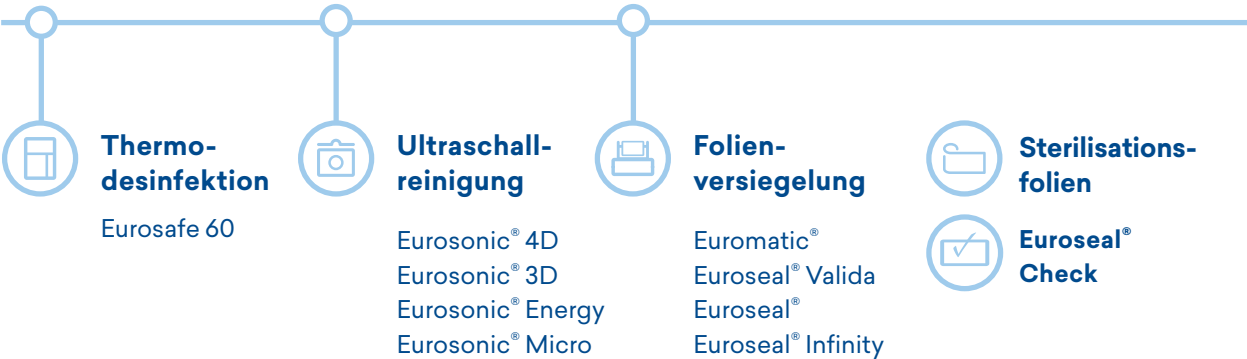 Thermo-
desinfektion
Eurosafe 60
Ultraschall-
reinigung
Eurosonic® 4D
Eurosonic® 3D
Eurosonic® Energy
Eurosonic® Micro
Folien-
versiegelung
Euromatic®
Euroseal® Valida
Euroseal®
Euroseal® Infinity
Sterilisations-
folien
Euroseal®
Check